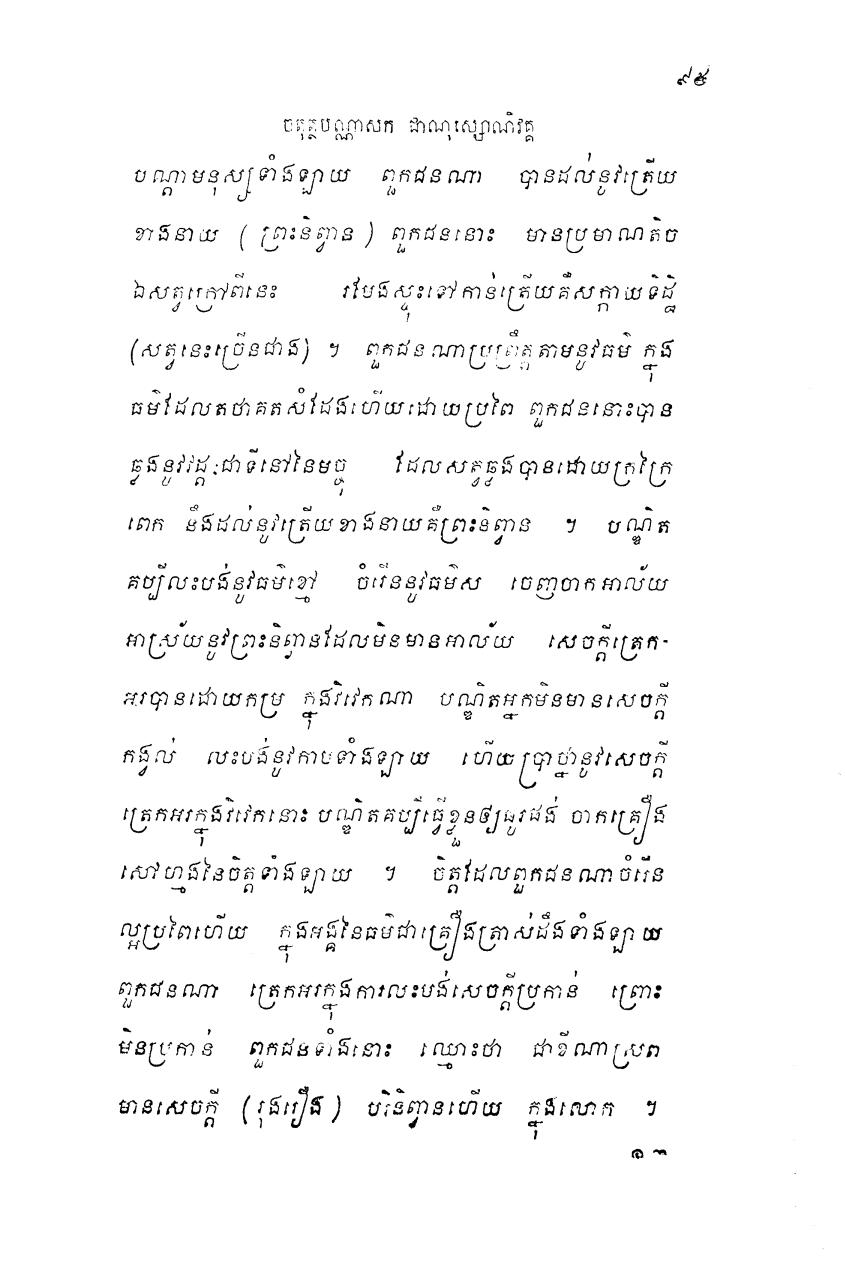 ៩៥
ចតុត្ថបណ្ណាសក ជាណុស្សោណិវគ្គ
បណ្តាមនុស្សទាំងឡាយ ពួកជនណា បានដល់នូវត្រើយ
ខាងនាយ ( ព្រះនិព្វាន ) ពួកជននោះ មានប្រមាណតិច
ឯសត្វក្រៅពីនេះ រមែងស្ទុះទៅកាន់ត្រើយគឺសក្កាយទិដ្ឋិ
(សត្វនេះច្រើនជាង) ។ ពួកជនណាប្រព្រឹត្តតាមនូវធម៌ ក្នុង
ធម៌ដែលតថាគតសំដែងហើយដោយប្រពៃ ពួកជននោះបាន
ឆ្លងនូវវដ្តៈជាទីនៅនៃមច្ចុ ដែលសត្វឆ្លងបានដោយក្រក្រៃ
ពេក នឹងដល់នូវត្រើយខាងនាយគឺព្រះនិព្វាន ។ បណ្ឌិត
គប្បីលះបង់នូវធម៌ខ្មៅ ចំរើននូវធម៌ស ចេញចាកអាល័យ
អាស្រ័យនូវព្រះនិព្វានដែលមិនមានអាល័យ សេចក្តីត្រេក-
អរបានដោយកម្រ ក្នុងវិវេកណា បណ្ឌិតអ្នកមិនមានសេចក្តី
កង្វល់ លះបង់នូវកាមទាំងឡាយ ហើយប្រាថ្នានូវសេចក្តី
ត្រេកអរក្នុងវិវេកនោះ បណ្ឌិតគប្បីធ្វើខ្លួនឲ្យផូរផង់ ចាកគ្រឿង
សៅហ្មងនៃចិត្តទាំងឡាយ ។ ចិត្តដែលពួកជនណាចំរើន
ល្អប្រពៃហើយ ក្នុងអង្គនៃធម៌ជាគ្រឿងត្រាស់ដឹងទាំងឡាយ
ពួកជនណា ត្រេកអរក្នុងការលះបង់សេចក្តីប្រកាន់ ព្រោះ
មិនប្រកាន់ ពួកជនទាំងនោះ ឈ្មោះថា ជាខីណាស្រព
មានសេចក្តី (រុងរឿង) បរិនិព្វានហើយ ក្នុងលោក ។